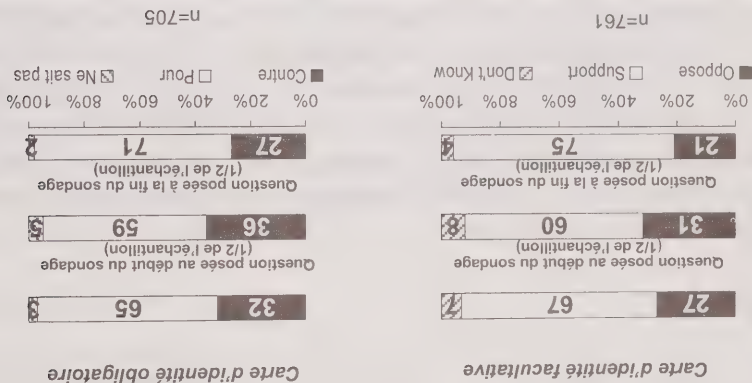 Carte d'identité facultative
27 67 7
Question posée au début du sondage
(1/2 de l'échantillon)
31 60 8
Question posée à la fin du sondage
(1/2 de l'échantillon)
21 75 4
0% 20% 40% 60% 80% 100%
Oppose Support Don't Know
n=761
Carte d'identité obligatoire
32 65 3
Question posée au début du sondage
(1/2 de l'échantillon)
36 59 5
Question posée à la fin du sondage
(1/2 de l'échantillon)
27 71 2
0% 20% 40% 60% 80% 100%
Contre Pour Ne sait pas
n=705